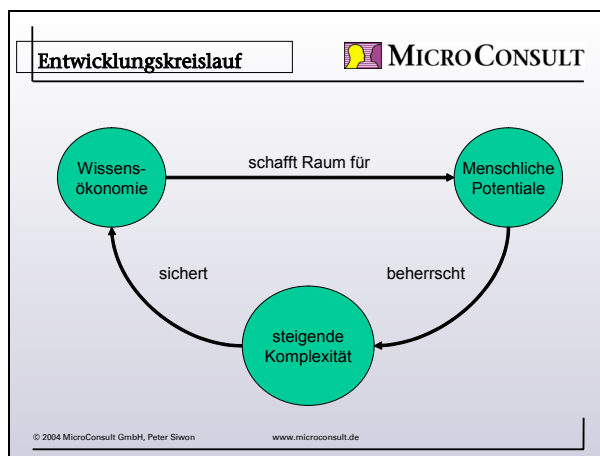 Entwicklungskreislauf
MICROCONSULT
Wissens-
ökonomie
schafft Raum für
Menschliche
Potentiale
sichert
beherrscht
steigende
Komplexität
© 2004 MicroConsult GmbH, Peter Siwon
www.microconsult.de